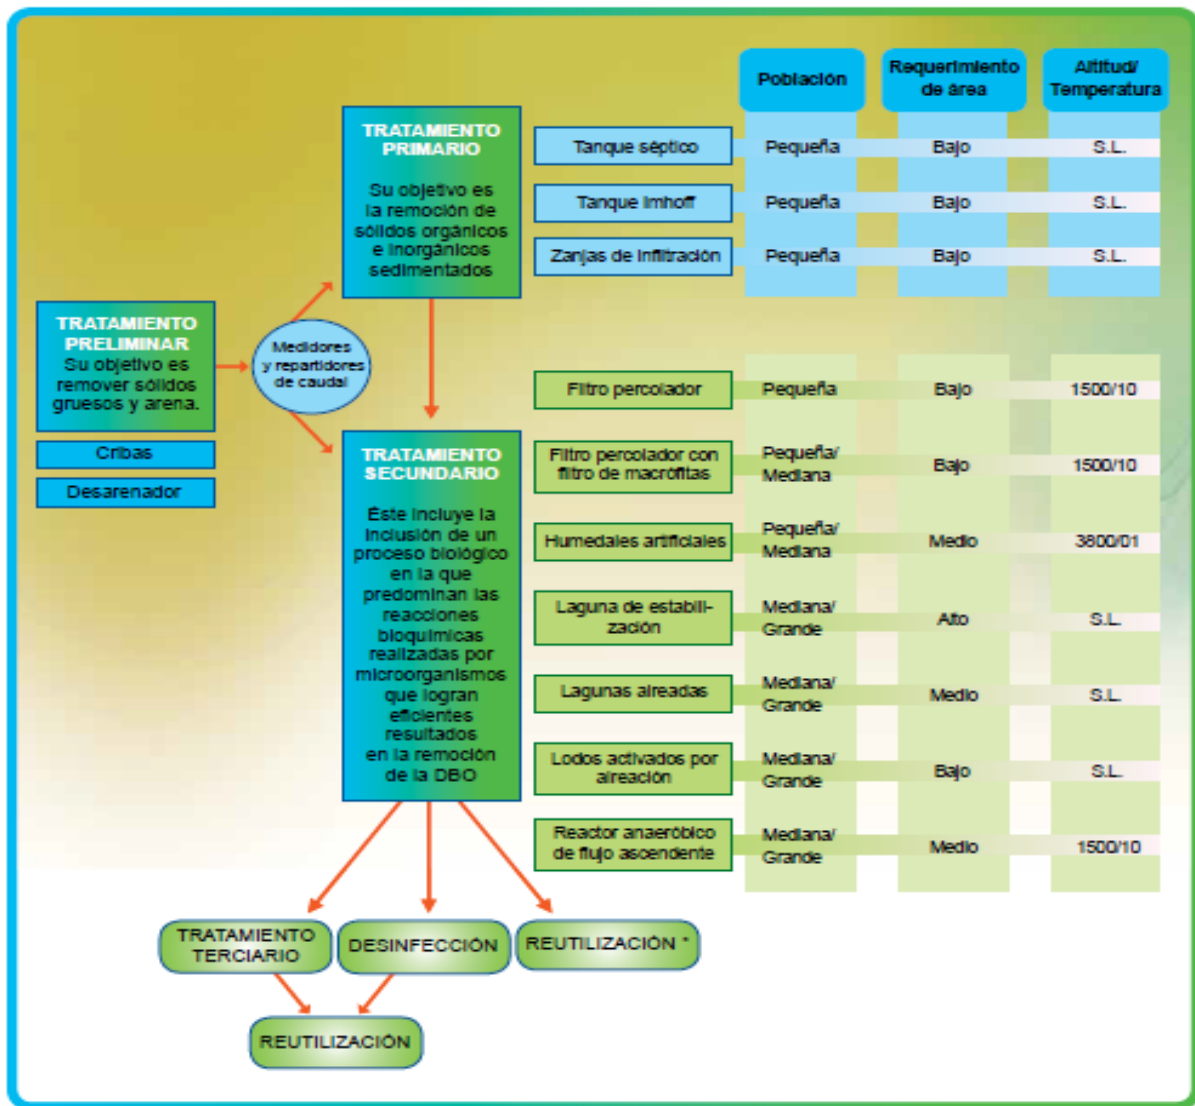 Población
Requerimiento
de área
Altitud/
Temperatura
TRATAMIENTO
PRIMARIO
Su objetivo es
la remoción de
sólidos orgánicos
e inorgánicos
sedimentados
Tanque séptico
Pequeña
Bajo
S.L.
Tanque Imhoff
Pequeña
Bajo
S.L.
Zanjas de infiltración
Pequeña
Bajo
S.L.
TRATAMIENTO
PRELIMINAR
Su objetivo es
remover sólidos
gruesos y arena.
Cribas
Desarenador
Medidores
y repartidores
de caudal
TRATAMIENTO
SECUNDARIO
Éste incluye la
inclusión de un
proceso biológico
en la que
predominan las
reacciones
bioquímicas
realizadas por
microorganismos
que logran
eficientes
resultados
en la remoción
de la DBO
Filtro percolador
Pequeña
Bajo
1500/10
Filtro percolador con
filtro de macrófitas
Pequeña/
Mediana
Bajo
1500/10
Humedales artificiales
Pequeña/
Mediana
Medio
3800/01
Laguna de estabili-
zación
Mediana/
Grande
Alto
S.L.
Lagunas aireadas
Mediana/
Grande
Medio
S.L.
Lodos activados por
aireación
Mediana/
Grande
Bajo
S.L.
Reactor anaeróbico
de flujo ascendente
Mediana/
Grande
Medio
1500/10
TRATAMIENTO
TERCIARIO
DESINFECCIÓN
REUTILIZACIÓN *
REUTILIZACIÓN